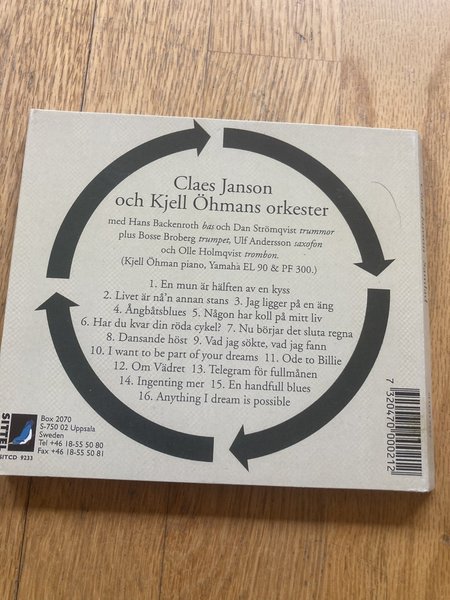 Claes Janson
och Kjell Öhmans orkester
med Hans Backenroth bas och Dan Strömqvist trummor
plus Bosse Broberg trumpet, Ulf Andersson saxofon
och Olle Holmqvist trombon.
(Kjell Öhman piano, Yamaha EL 90 & PF 300.)
1. En mun är hälften av en kyss
2. Livet är nå'n annan stans 3. Jag ligger på en äng
4. Ångbåtsblues 5. Någon har koll på mitt liv
6. Har du kvar din röda cykel? 7. Nu börjar det sluta regna
8. Dansande höst 9. Vad jag sökte, vad jag fann
10. I want to be part of your dreams 11. Ode to Billie
12. Om Vädret 13. Telegram för fullmånen
14. Ingenting mer 15. En handfull blues
16. Anything I dream is possible
SITTEL
SITCD 9233
Box 2070
S-750 02 Uppsala
Sweden
Tel +46 18-55 50 80
Fax +46 18-55 50 81
7 320470 000212